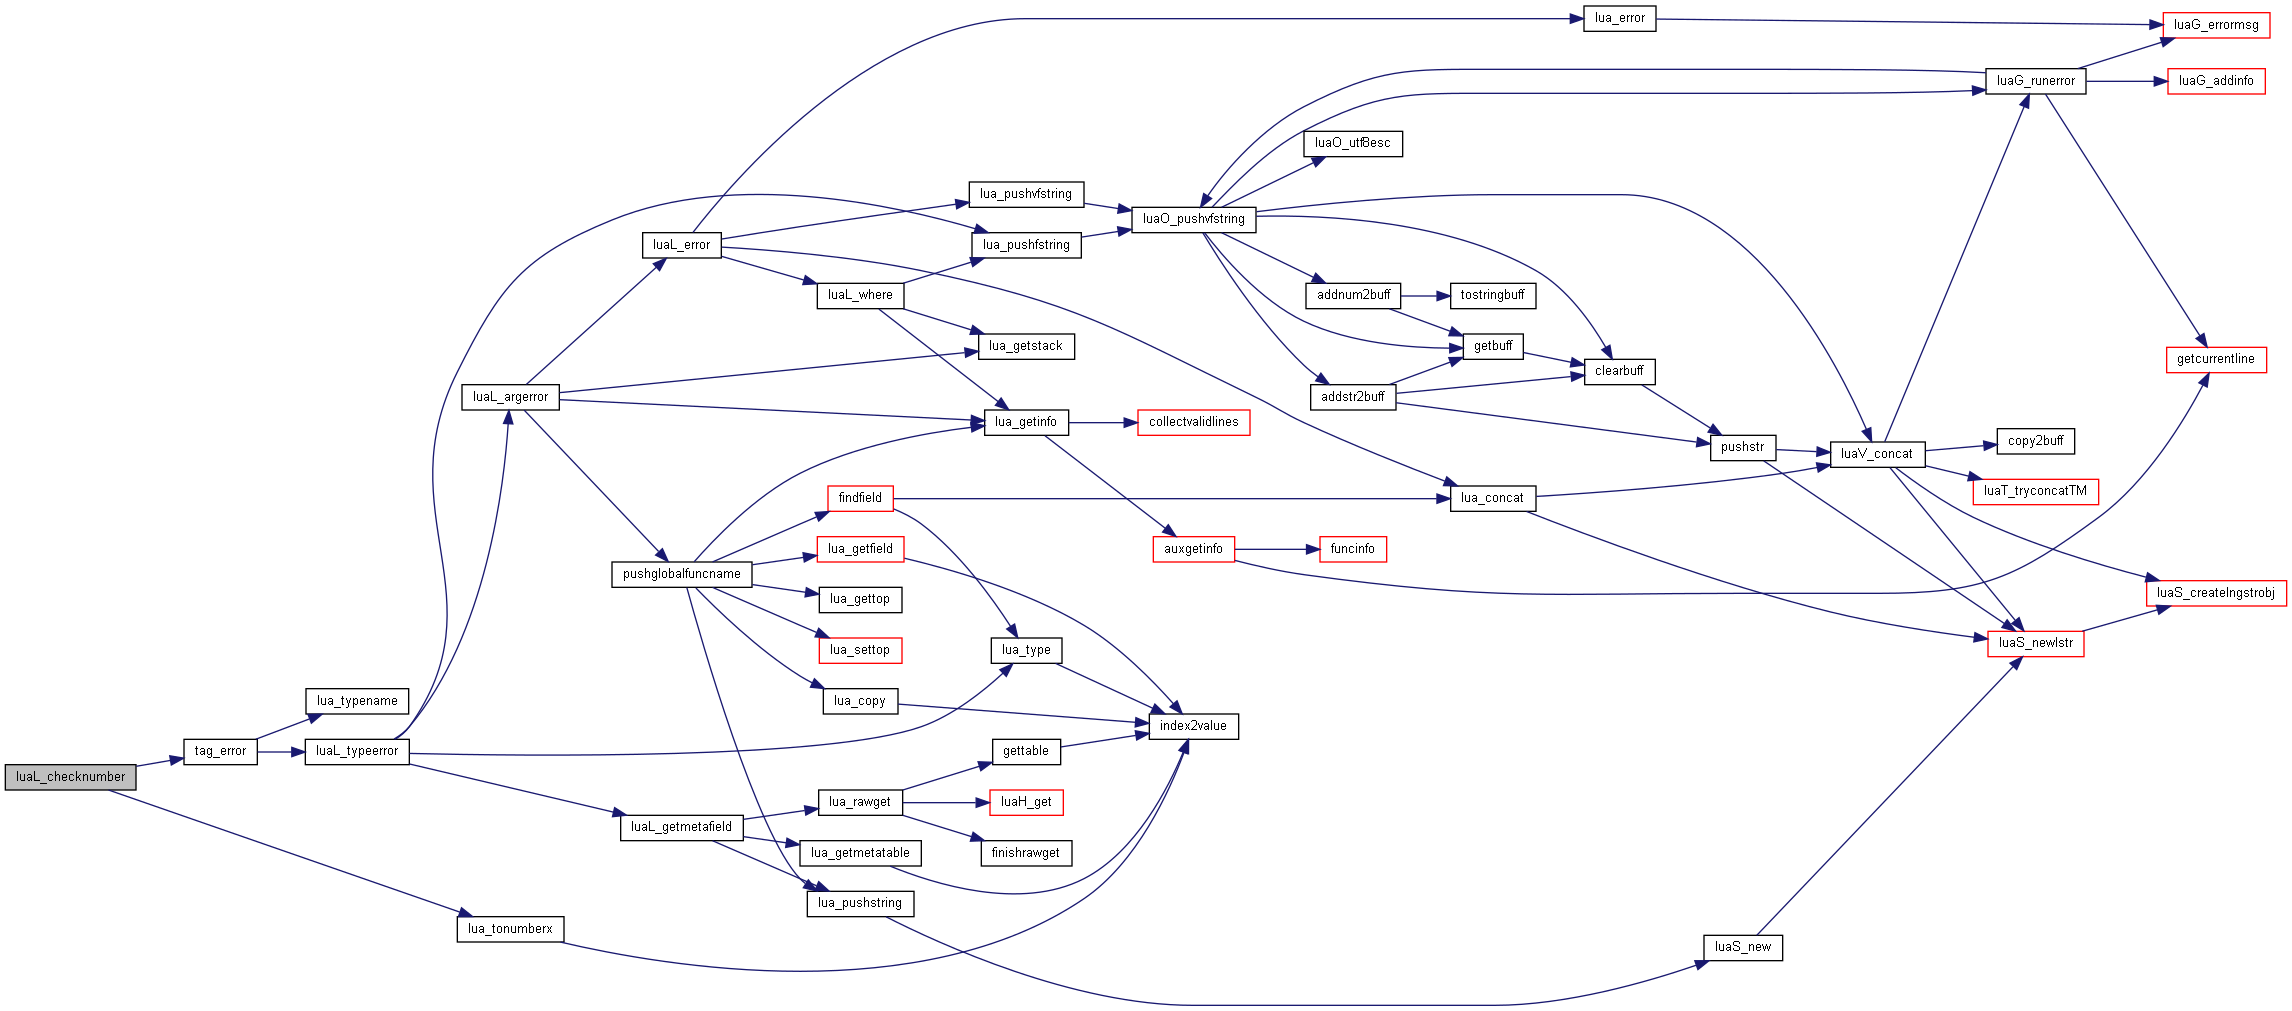 lua_error
luaG_errormsg
luaG_runerror
luaG_addinfo
luaO_utf8esc
lua_pushvfstring
luaO_pushvfstring
luaL_error
lua_pushfstring
luaL_where
addnum2buff
tostringbuff
lua_getstack
getbuff
getcurrentline
clearbuff
luaL_argerror
addstr2buff
lua_getinfo
collectvalidlines
copy2buff
pushstr
luaV_concat
luaT_tryconcatTM
findfield
lua_concat
lua_getfield
auxgetinfo
funcinfo
pushglobalfuncname
lua_gettop
luaS_createlngstrobj
lua_settop
lua_type
luaS_newlstr
lua_typename
lua_copy
index2value
tag_error
luaL_typeerror
gettable
luaL_checknumber
lua_rawget
luaH_get
luaL_getmetafield
lua_getmetatable
finishrawget
lua_pushstring
lua_tonumberx
luaS_new